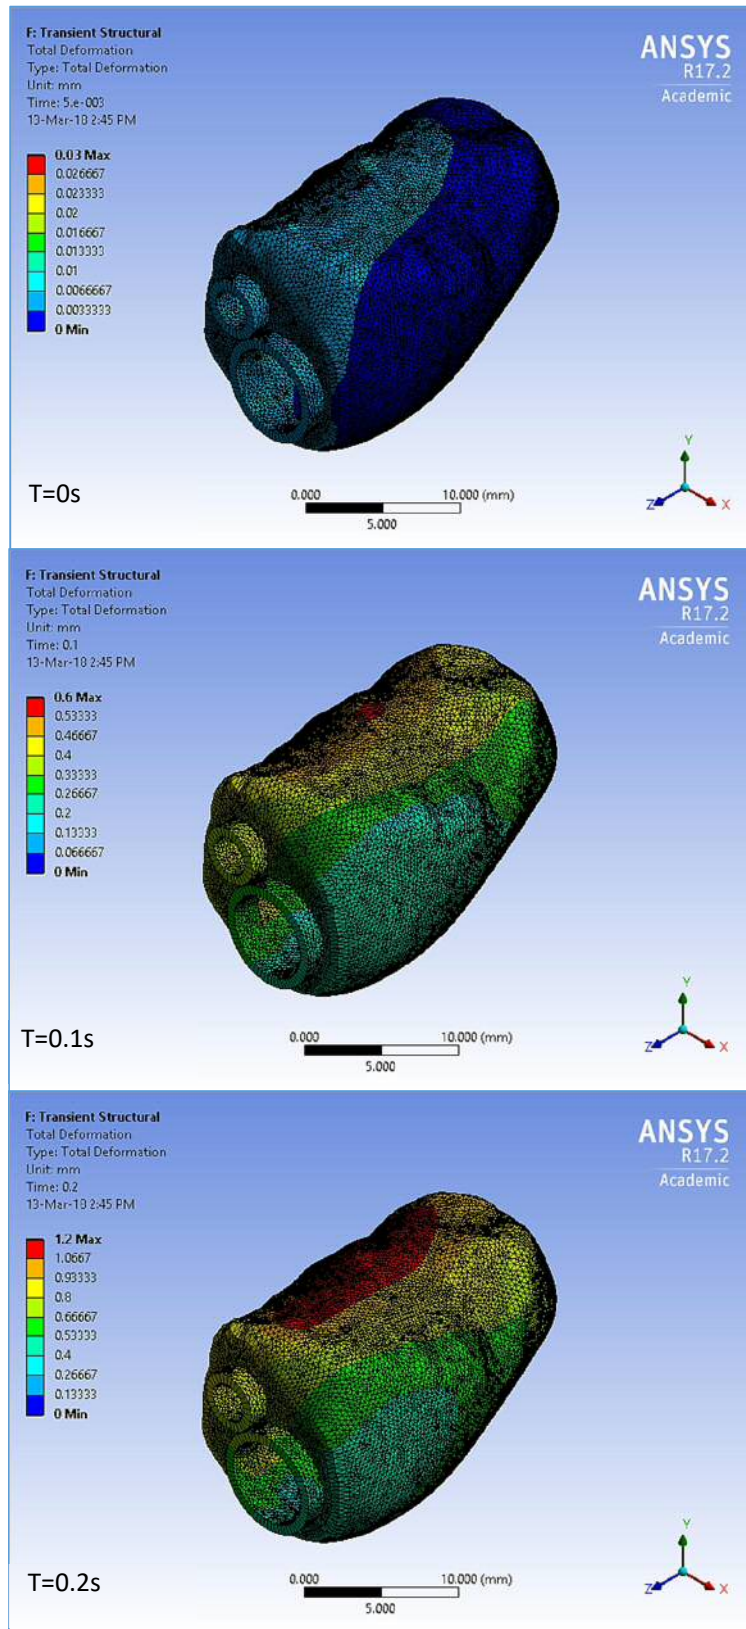 F: Transient Structural
Total Deformation
Type: Total Deformation
Unit: mm
Time: 5.e-003
13-Mar-18 2:45 PM
ANSYS
R17.2
Academic
0.03 Max
0.026667
0.023333
0.02
0.016667
0.013333
0.01
0.0066667
0.0033333
0 Min
T=0s
0.000
10.000 (mm)
5.000
Y
Z
X
F: Transient Structural
Total Deformation
Type: Total Deformation
Unit: mm
Time: 0.1
13-Mar-18 2:45 PM
ANSYS
R17.2
Academic
0.6 Max
0.53333
0.46667
0.4
0.33333
0.26667
0.2
0.13333
0.066667
0 Min
T=0.1s
0.000
10.000 (mm)
5.000
Y
Z
X
F: Transient Structural
Total Deformation
Type: Total Deformation
Unit: mm
Time: 0.2
13-Mar-18 2:45 PM
ANSYS
R17.2
Academic
1.2 Max
1.0667
0.93333
0.8
0.66667
0.53333
0.4
0.26667
0.13333
0 Min
T=0.2s
0.000
10.000 (mm)
5.000
Y
Z
X